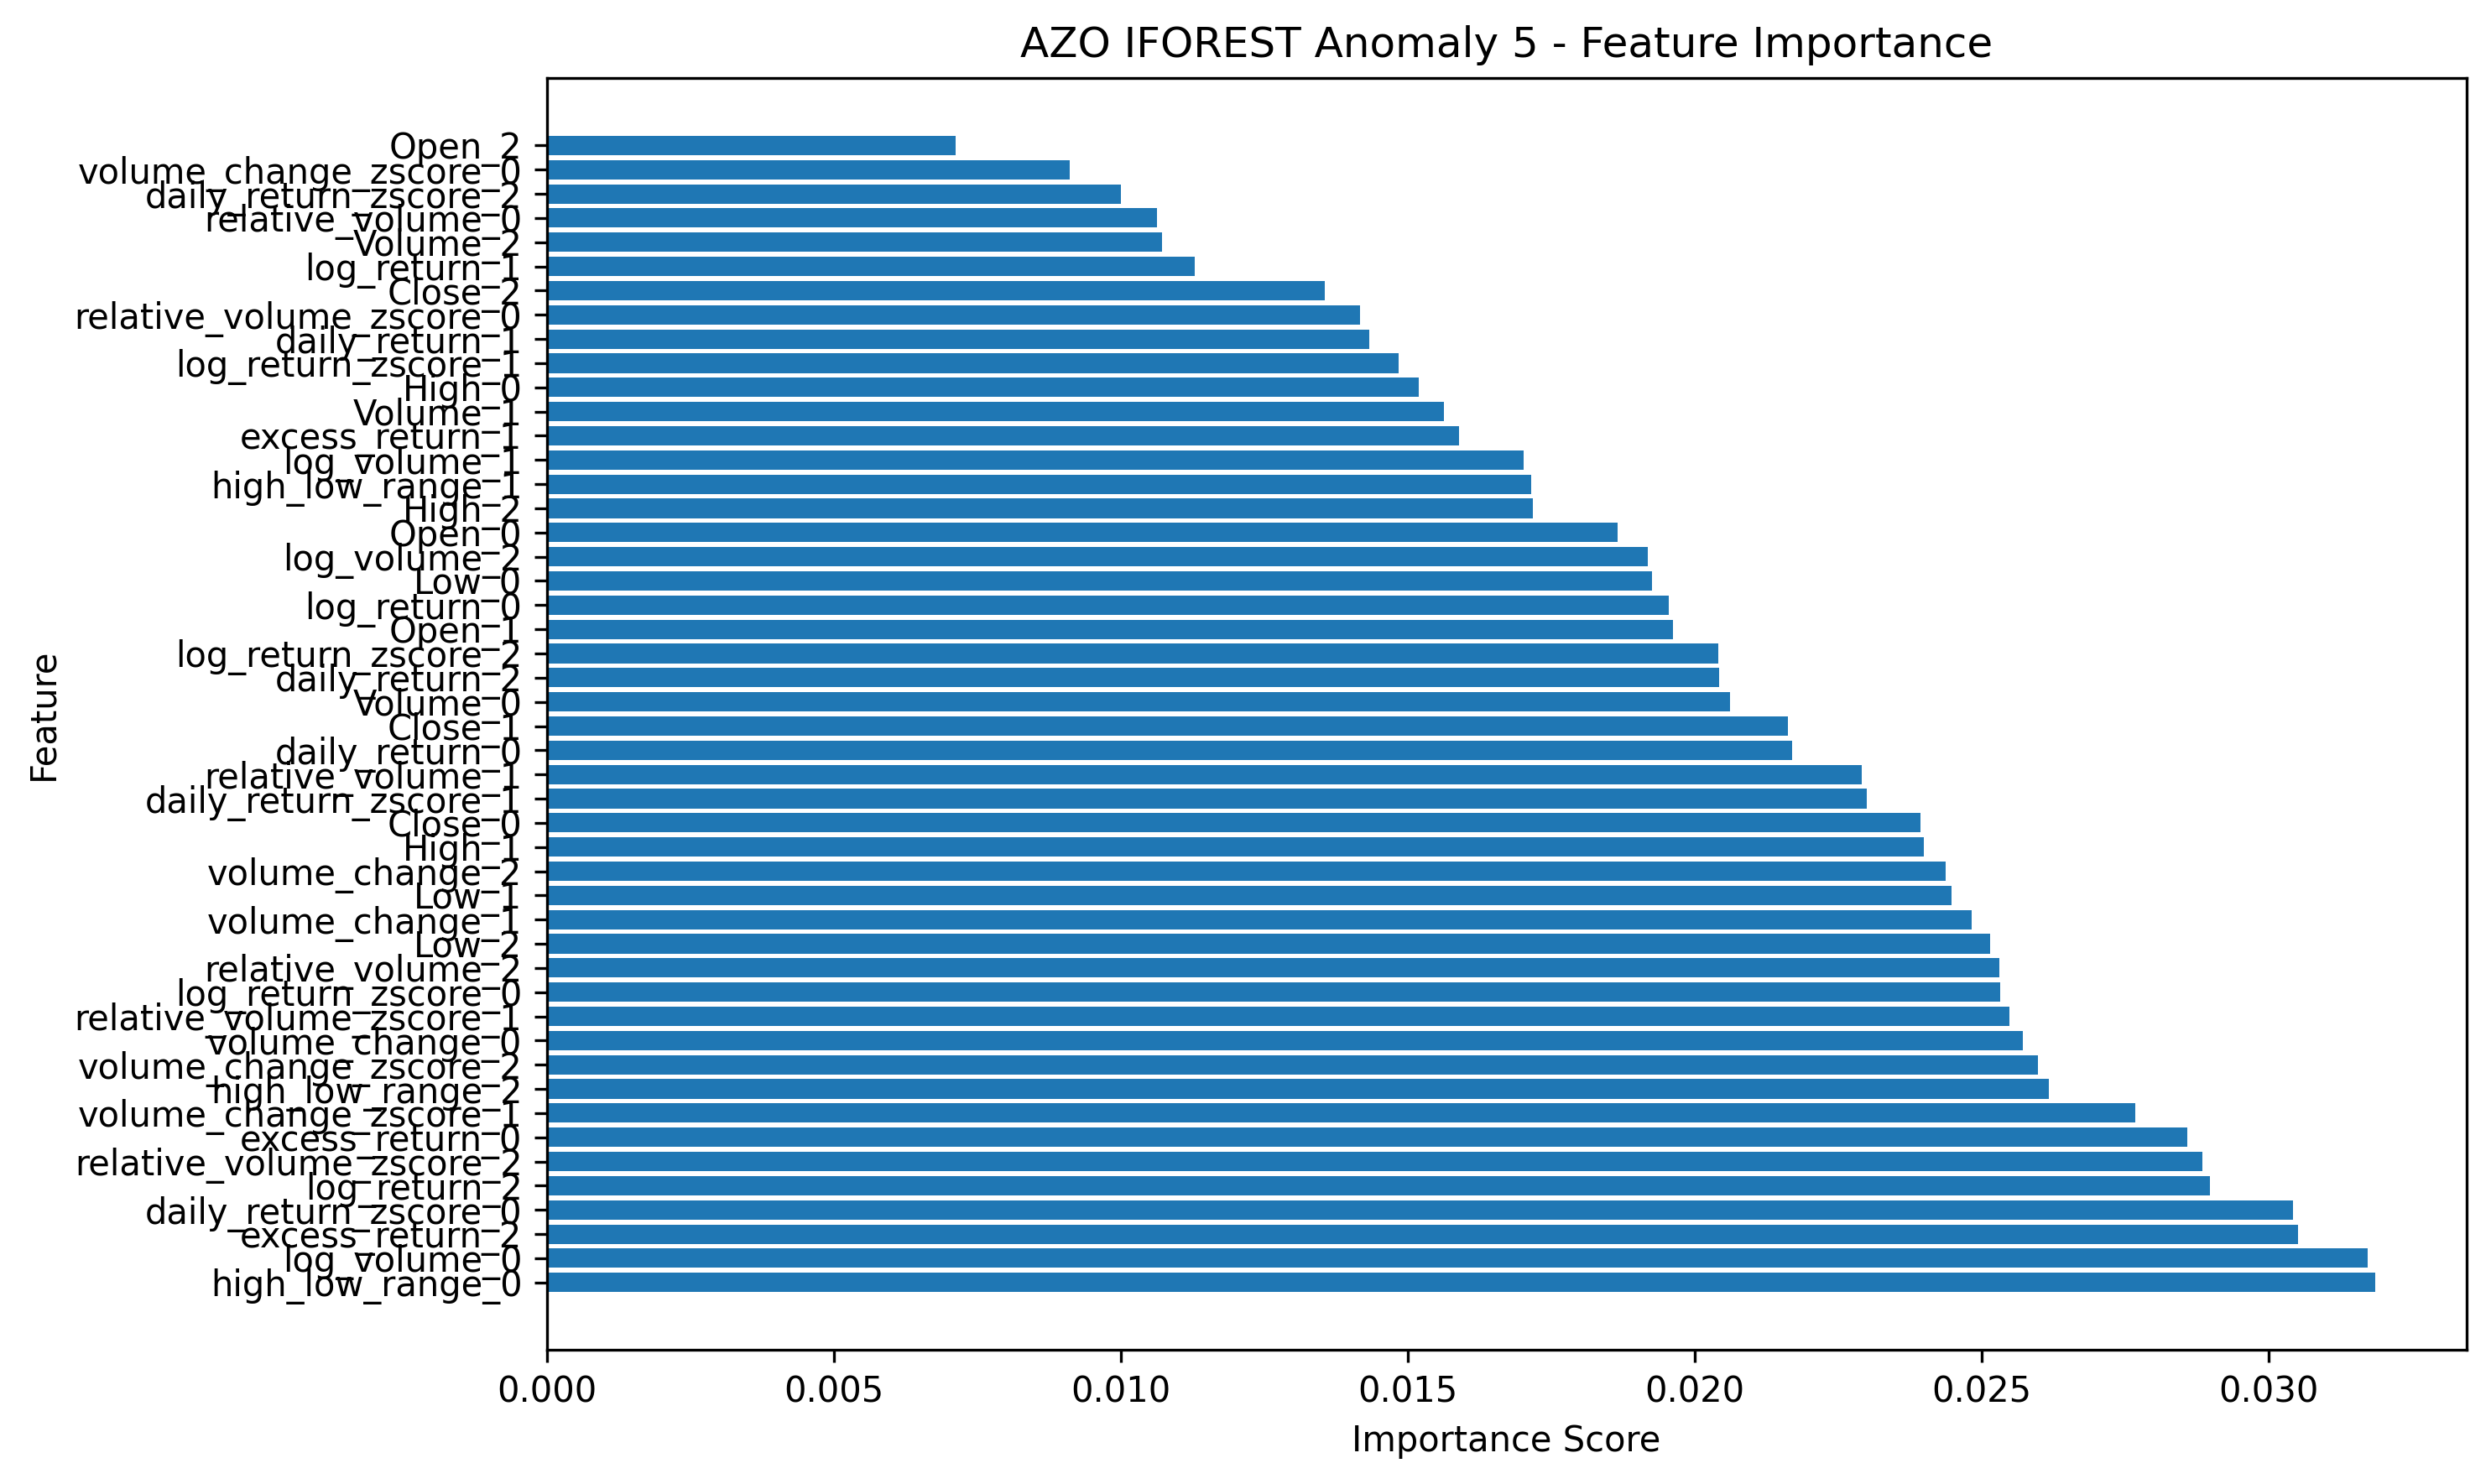 AZO IFOREST Anomaly 5 - Feature Importance
Open_2
volume_change_zscore_0
daily_return_zscore_2
relative_volume_0
Volume_2
log_return_1
Close_2
relative_volume_zscore_0
daily_return_1
log_return_zscore_1
High_0
Volume_1
excess_return_1
log_volume_1
high_low_range_1
High_2
Open_0
log_volume_2
Low_0
log_return_0
Open_1
log_return_zscore_2
daily_return_2
Volume_0
Close_1
daily_return_0
relative_volume_1
daily_return_zscore_1
Close_0
High_1
volume_change_2
Low_1
volume_change_1
Low_2
relative_volume_2
log_return_zscore_0
relative_volume_zscore_1
volume_change_0
volume_change_zscore_2
high_low_range_2
volume_change_zscore_1
excess_return_0
relative_volume_zscore_2
log_return_2
daily_return_zscore_0
excess_return_2
log_volume_0
high_low_range_0
Feature
0.000 0.005 0.010 0.015 0.020 0.025 0.030
Importance Score